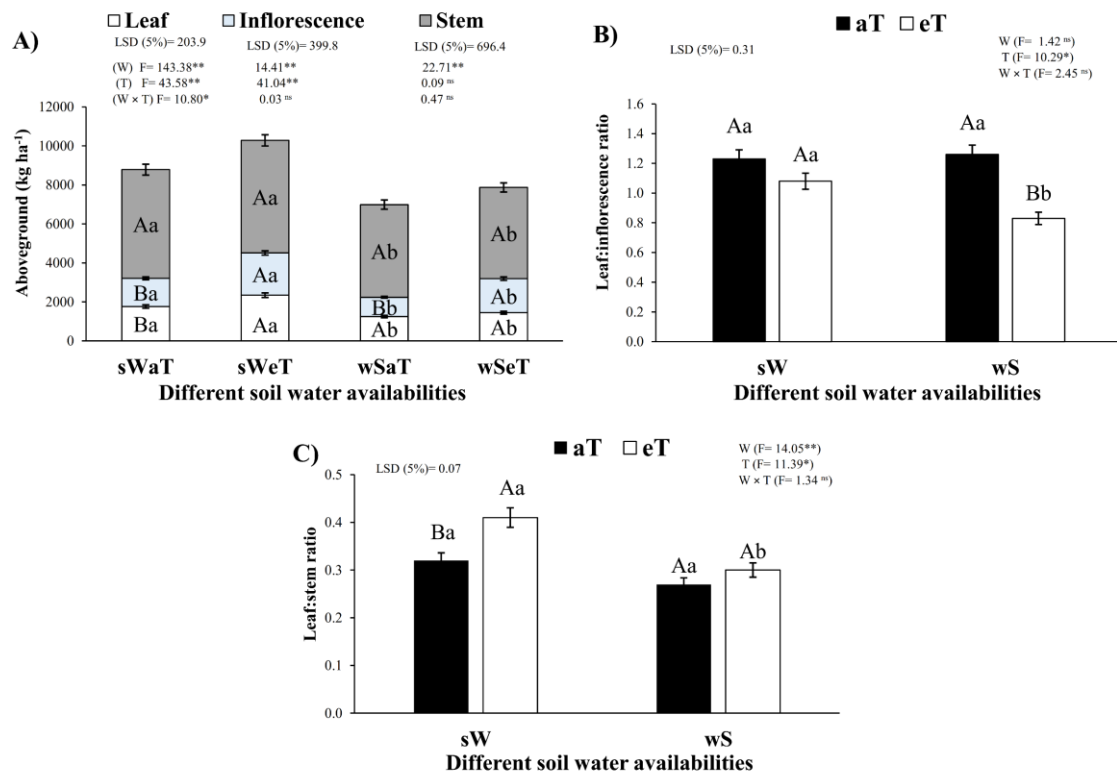 A)
Leaf Inflorescence Stem
LSD (5%)= 203.9 LSD (5%)= 399.8 LSD (5%)= 696.4
(W) F= 143.38** 14.41** 22.71**
(T) F= 43.58** 41.04** 0.09 ns
(W × T) F= 10.80* 0.03 ns 0.47 ns
Aboveground (kg ha-1)
12000
10000
8000
6000
4000
2000
0
Aa Aa Ab Ab
Ba Aa Bb Ab
Ba Aa Ab Ab
sWaT sWeT wSaT wSeT
Different soil water availabilities
B)
aT eT
LSD (5%)= 0.31
W (F= 1.42 ns)
T (F= 10.29*)
W × T (F= 2.45 ns)
Leaf:inflorescence ratio
1.6
1.4
1.2
1.0
0.8
0.6
0.4
0.2
0.0
Aa Aa Aa Bb
sW wS
Different soil water availabilities
C)
aT eT
LSD (5%)= 0.07
W (F= 14.05**)
T (F= 11.39*)
W × T (F= 1.34 ns)
Leaf:stem ratio
0.5
0.4
0.3
0.2
0.1
0.0
Ba Aa Aa Ab
sW wS
Different soil water availabilities